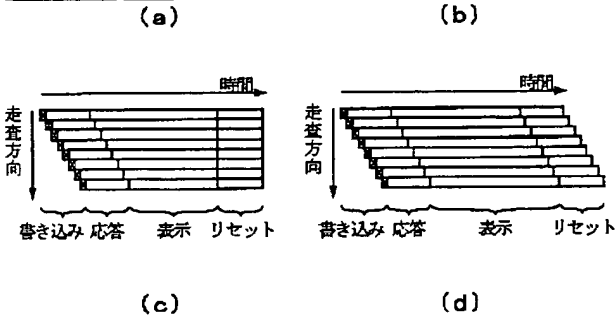 (a)
(b)
時間
時間
走査方向
走査方向
書き込み 応答 表示 リセット
書き込み 応答 表示 リセット
(c)
(d)